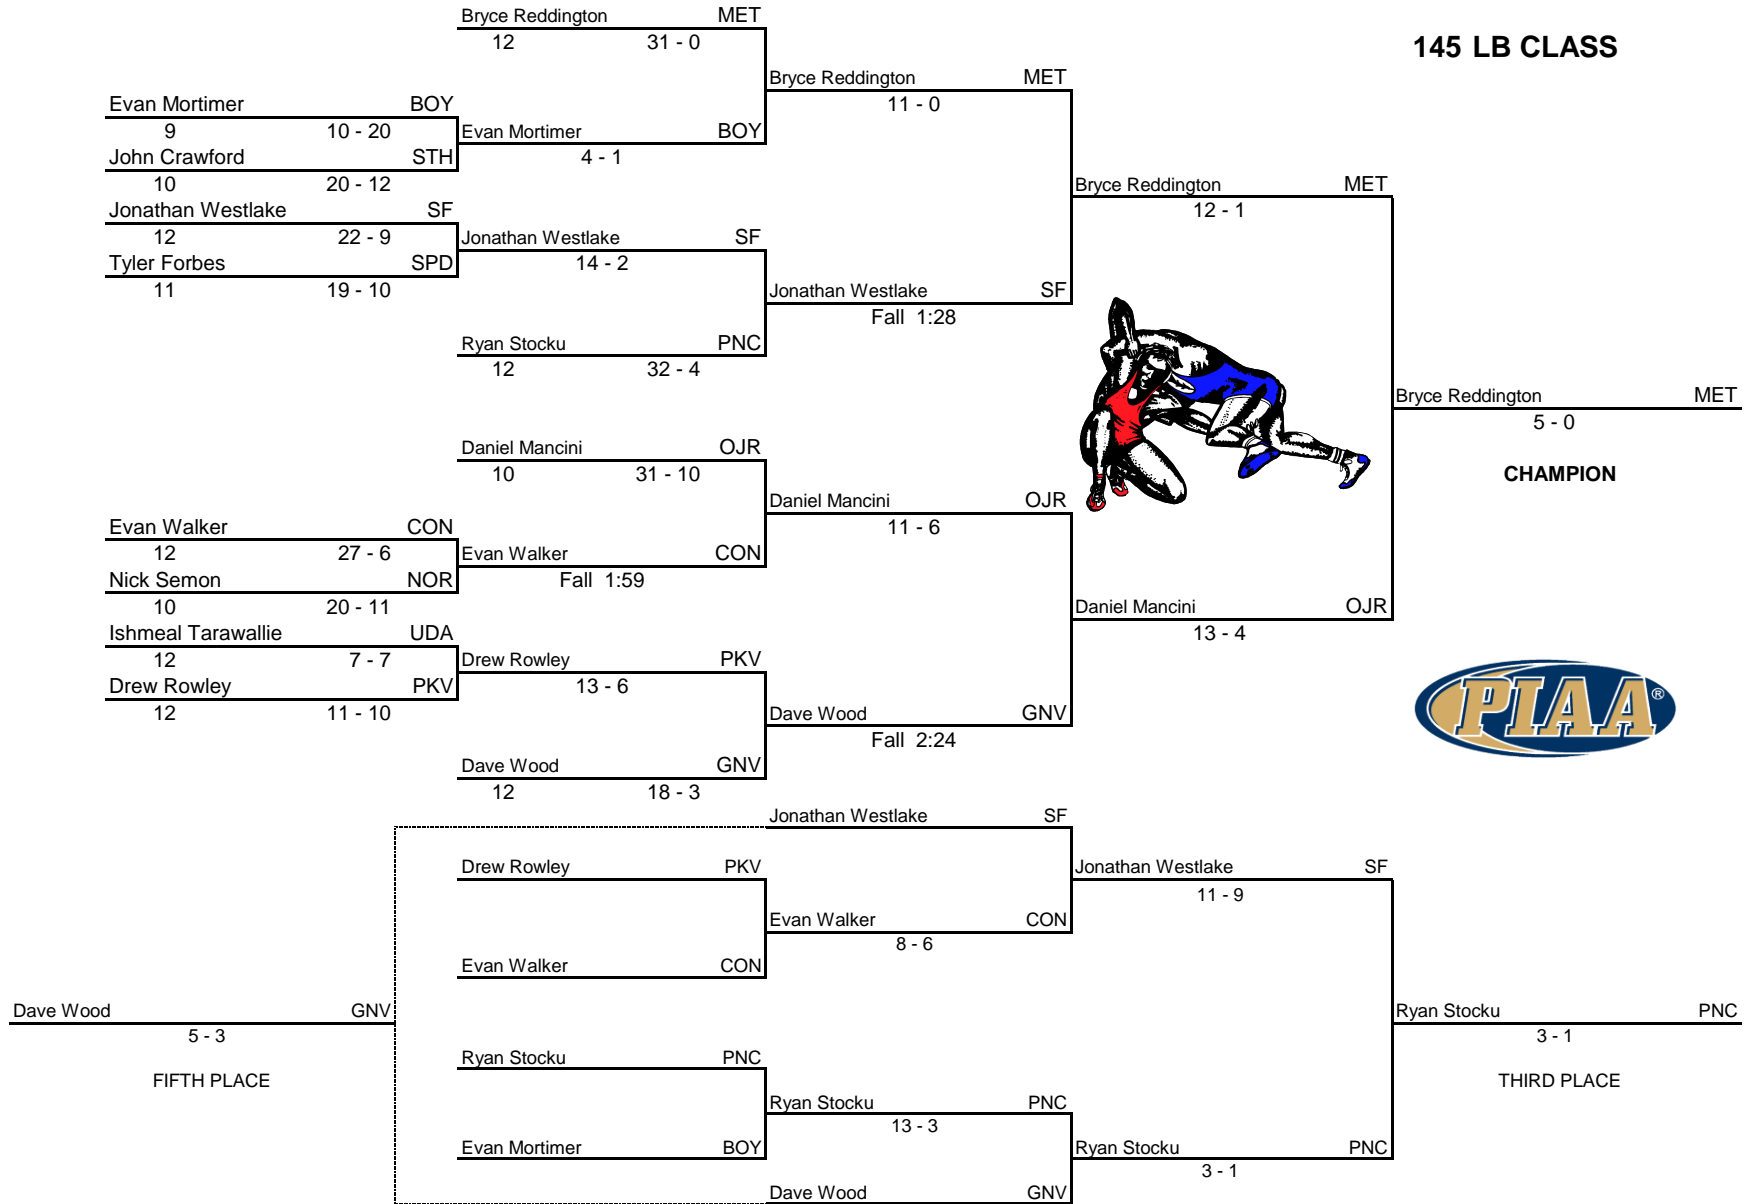 Bryce Reddington MET
12 31 - 0
145 LB CLASS
Bryce Reddington MET
11 - 0
Evan Mortimer BOY
9 10 - 20
Evan Mortimer BOY
4 - 1
John Crawford STH
10 20 - 12
Bryce Reddington MET
12 - 1
Jonathan Westlake SF
12 22 - 9
Jonathan Westlake SF
14 - 2
Tyler Forbes SPD
11 19 - 10
Jonathan Westlake SF
Fall 1:28
Ryan Stocku PNC
12 32 - 4
Bryce Reddington MET
5 - 0
CHAMPION
Daniel Mancini OJR
10 31 - 10
Daniel Mancini OJR
11 - 6
Evan Walker CON
12 27 - 6
Evan Walker CON
Fall 1:59
Nick Semon NOR
10 20 - 11
Daniel Mancini OJR
13 - 4
Ishmeal Tarawallie UDA
12 7 - 7
Drew Rowley PKV
13 - 6
Drew Rowley PKV
12 11 - 10
Dave Wood GNV
Fall 2:24
PIAA®
Dave Wood GNV
12 18 - 3
Jonathan Westlake SF
Drew Rowley PKV
Jonathan Westlake SF
11 - 9
Evan Walker CON
8 - 6
Evan Walker CON
Dave Wood GNV
5 - 3
FIFTH PLACE
Ryan Stocku PNC
3 - 1
THIRD PLACE
Ryan Stocku PNC
Ryan Stocku PNC
13 - 3
Evan Mortimer BOY
Ryan Stocku PNC
3 - 1
Dave Wood GNV